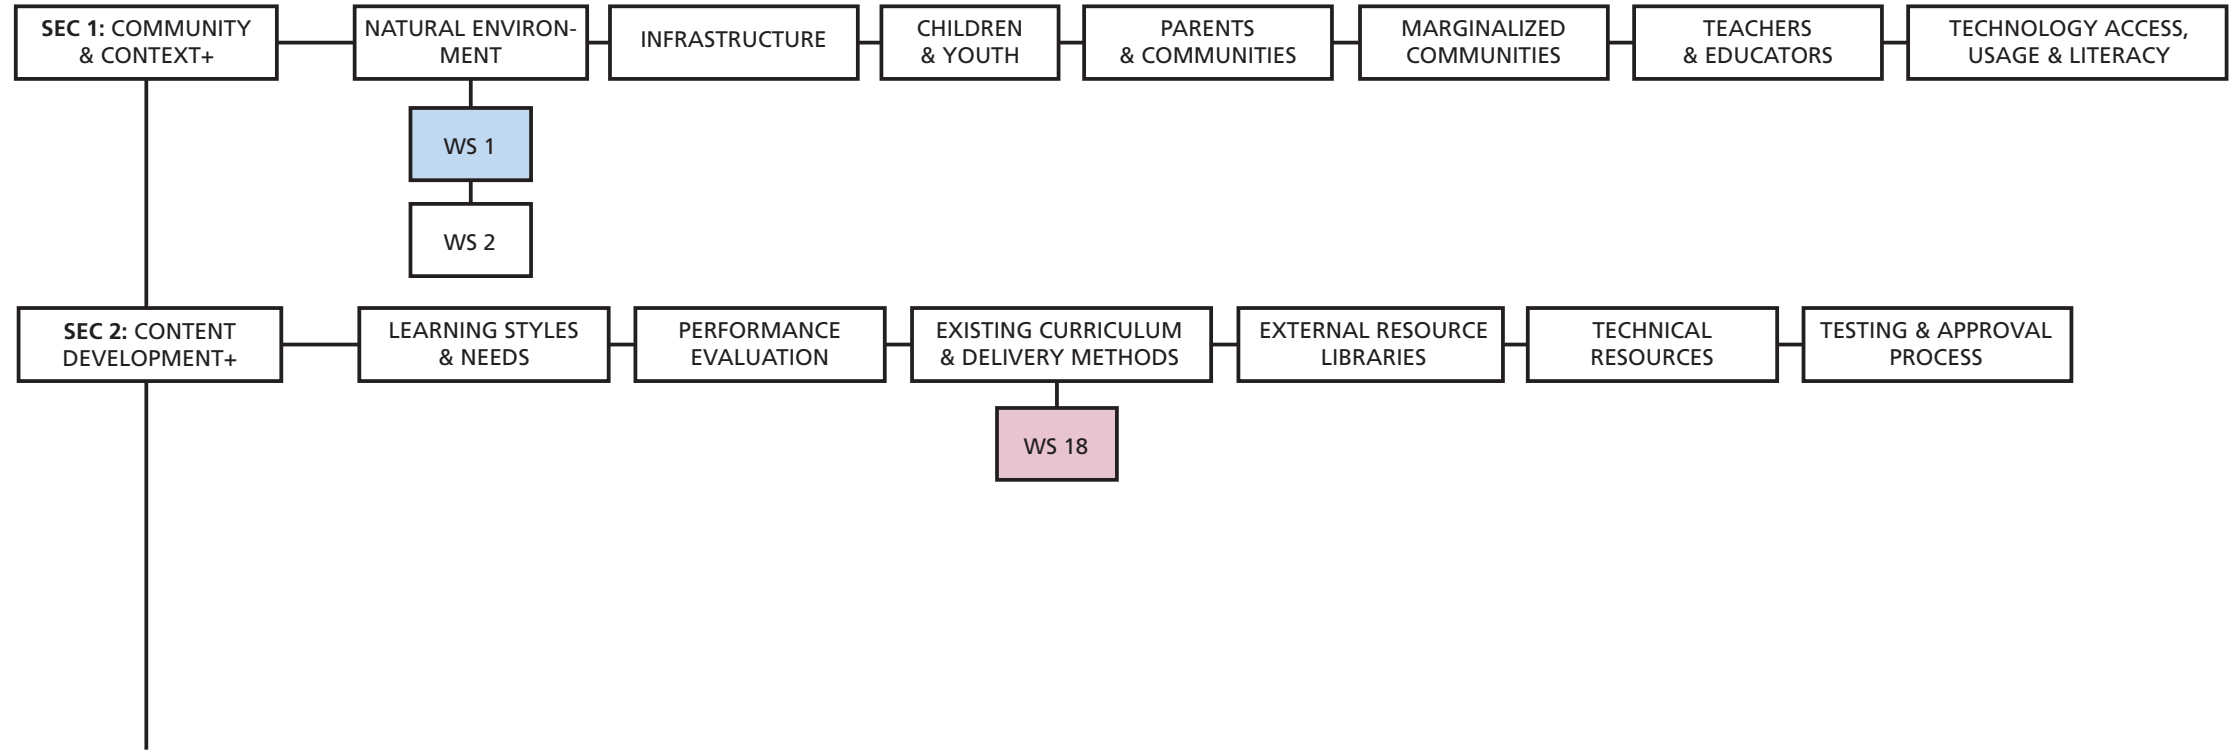 SEC 1: COMMUNITY
& CONTEXT+
NATURAL ENVIRON-
MENT
INFRASTRUCTURE
CHILDREN
& YOUTH
PARENTS
& COMMUNITIES
MARGINALIZED
COMMUNITIES
TEACHERS
& EDUCATORS
TECHNOLOGY ACCESS,
USAGE & LITERACY
WS 1
WS 2
SEC 2: CONTENT
DEVELOPMENT+
LEARNING STYLES
& NEEDS
PERFORMANCE
EVALUATION
EXISTING CURRICULUM
& DELIVERY METHODS
EXTERNAL RESOURCE
LIBRARIES
TECHNICAL
RESOURCES
TESTING & APPROVAL
PROCESS
WS 18